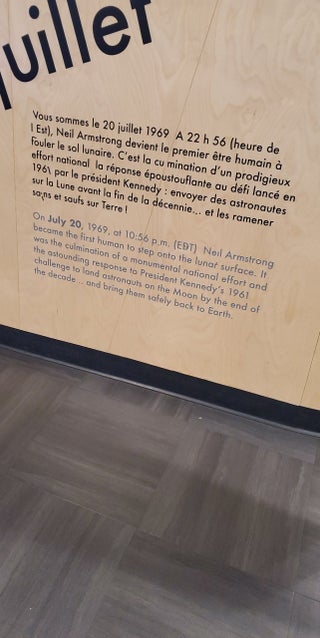 juillet
Vous sommes le 20 juillet 1969 A 22 h 56 (heure de
l Est), Neil Armstrong devient le premier être humain à
fouler le sol lunaire. C'est la cu mination d'un prodigieux
effort national la réponse époustouflante au défi lancé en
196\ par le président Kennedy : envoyer des astronautes
sur la Lune avant la fin de la décennie... et les ramener
sains et saufs sur Terre !
On July 20, 1969, at 10:56 p.m. (EDT) Neil Armstrong
became the first human to step onto the lunar surface. It
was the culmination of a monumental national effort and
the astounding response to President Kennedy's 1961
challenge to land astronauts on the Moon by the end of
the decade .. and bring them safely back to Earth.